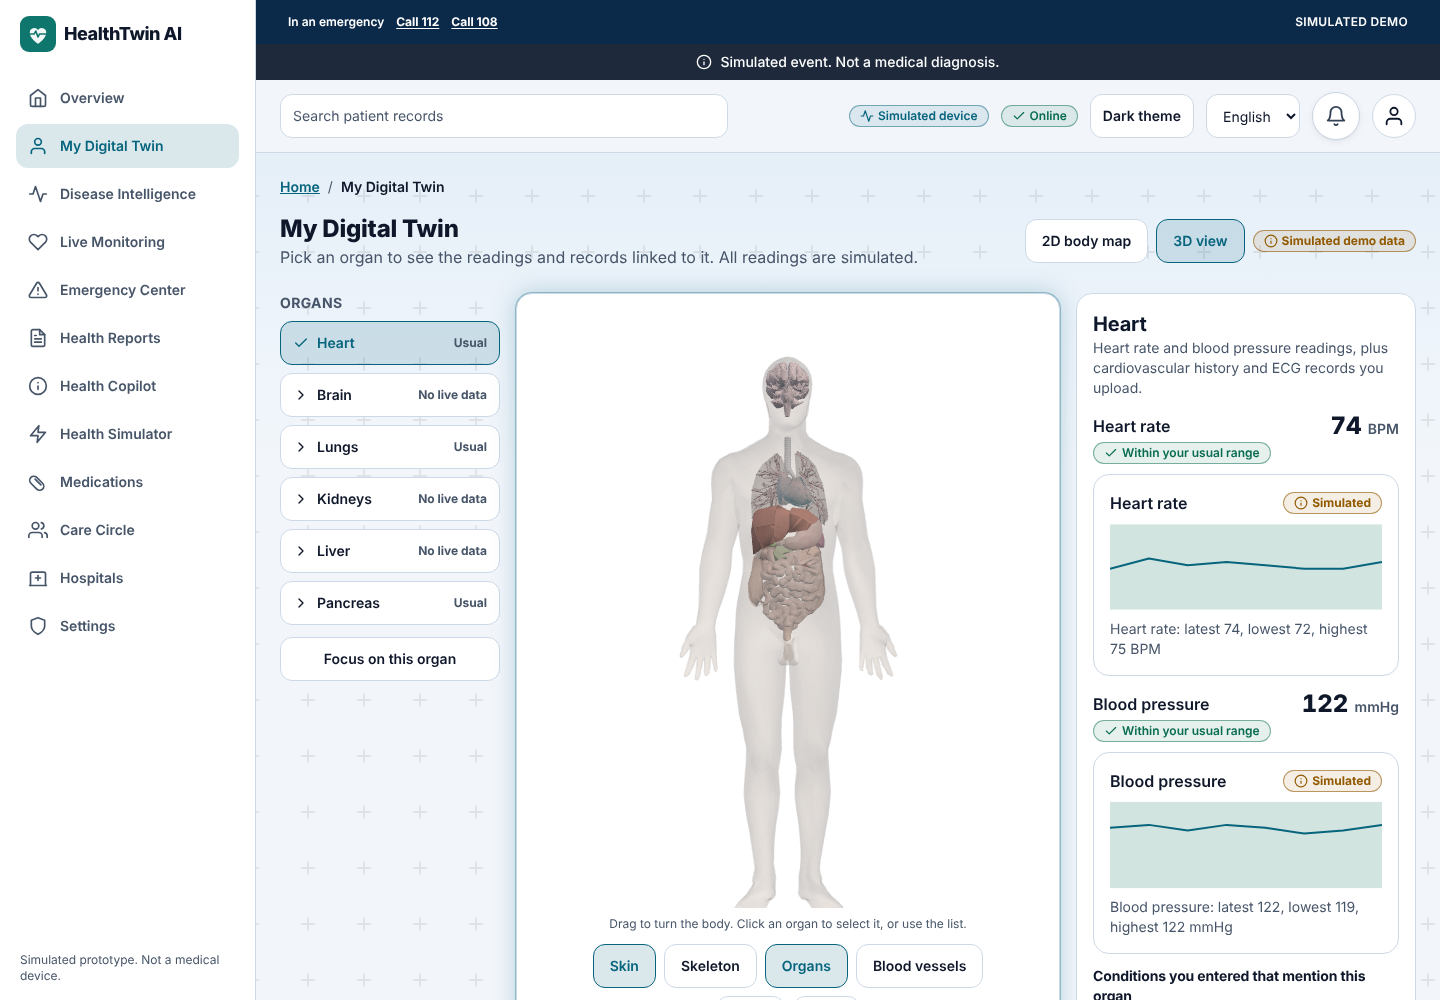 HealthTwin AI
Overview
My Digital Twin
Disease Intelligence
Live Monitoring
Emergency Center
Health Reports
Health Copilot
Health Simulator
Medications
Care Circle
Hospitals
Settings
Simulated prototype. Not a medical
device.
In an emergency Call 112 Call 108
SIMULATED DEMO
Simulated event. Not a medical diagnosis.
Search patient records
Simulated device
Online
Dark theme
English
Home / My Digital Twin
My Digital Twin
Pick an organ to see the readings and records linked to it. All readings are simulated.
2D body map
3D view
Simulated demo data
ORGANS
Heart Usual
Brain No live data
Lungs Usual
Kidneys No live data
Liver No live data
Pancreas Usual
Focus on this organ
Drag to turn the body. Click an organ to select it, or use the list.
Skin
Skeleton
Organs
Blood vessels
Heart
Heart rate and blood pressure readings, plus
cardiovascular history and ECG records you
upload.
Heart rate 74 BPM
Within your usual range
Heart rate Simulated
Heart rate: latest 74, lowest 72, highest
75 BPM
Blood pressure 122 mmHg
Within your usual range
Blood pressure Simulated
Blood pressure: latest 122, lowest 119,
highest 122 mmHg
Conditions you entered that mention this
organ